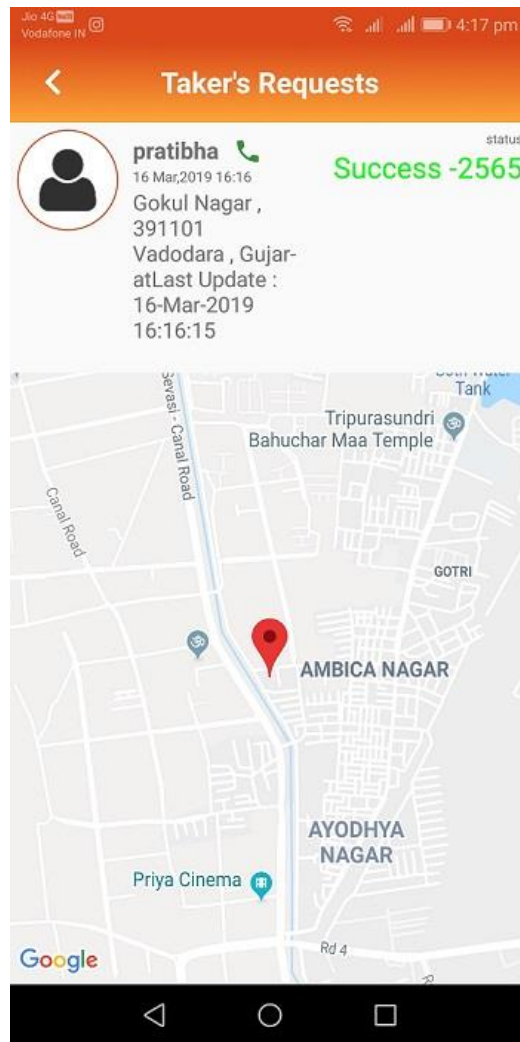 Jio 4G VoLTE
Vodafone IN
4:17 pm
Taker's Requests
pratibha
16 Mar,2019 16:16
status
Success -2565
Gokul Nagar ,
391101
Vadodara , Gujar-
atLast Update :
16-Mar-2019
16:16:15
Tank
Sevasi - Canal Road
Tripurasundri
Bahuchar Maa Temple
Canal Road
GOTRI
AMBICA NAGAR
AYODHYA
NAGAR
Priya Cinema
Rd 4
Google